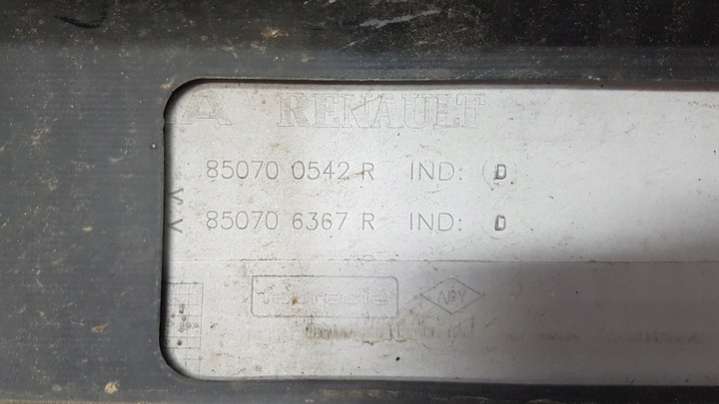 RENAULT
85070 0542 R IND: D
85070 6367 R IND: D